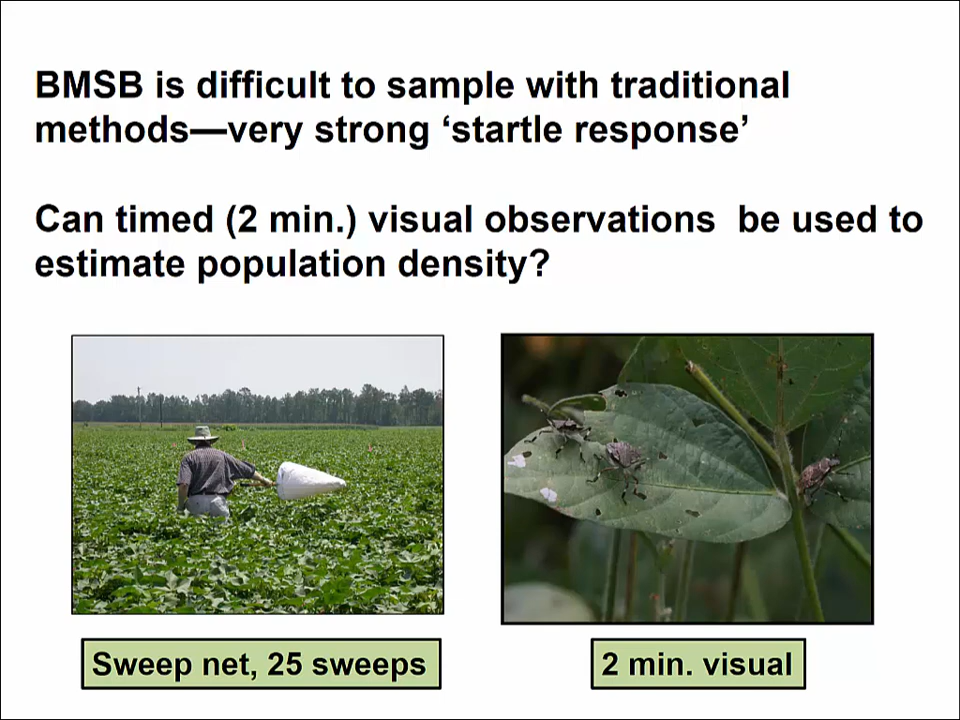 BMSB is difficult to sample with traditional
methods—very strong ‘startle response’
Can timed (2 min.) visual observations  be used to
estimate population density?
Sweep net, 25 sweeps
2 min. visual